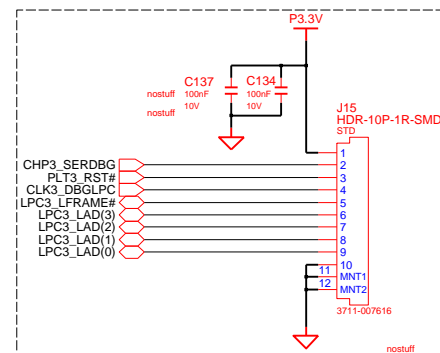 P3.3V
C137
C134
nostuff
100nF
100nF
10V
10V
nostuff
J15
HDR-10P-1R-SMD
STD
1
CHP3_SERDBG
2
PLT3_RST#
3
CLK3_DBGLPC
4
LPC3_LFRAME#
5
LPC3_LAD(3)
6
LPC3_LAD(2)
7
LPC3_LAD(1)
8
LPC3_LAD(0)
9
10
11
MNT1
12
MNT2
3711-007616
nostuff